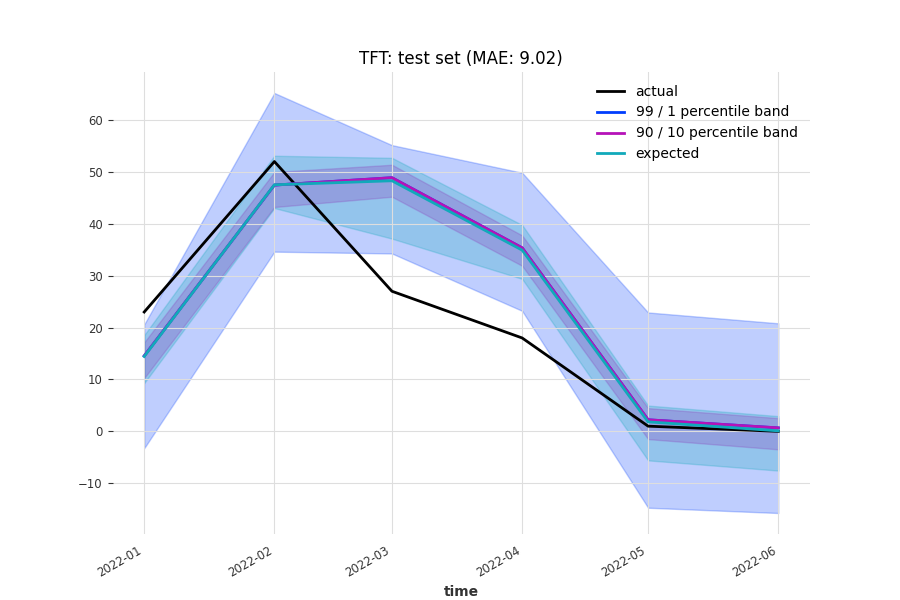 TFT: test set (MAE: 9.02)
actual
99 / 1 percentile band
90 / 10 percentile band
expected
60
50
40
30
20
10
0
−10
2022-01
2022-02
2022-03
2022-04
2022-05
2022-06
time